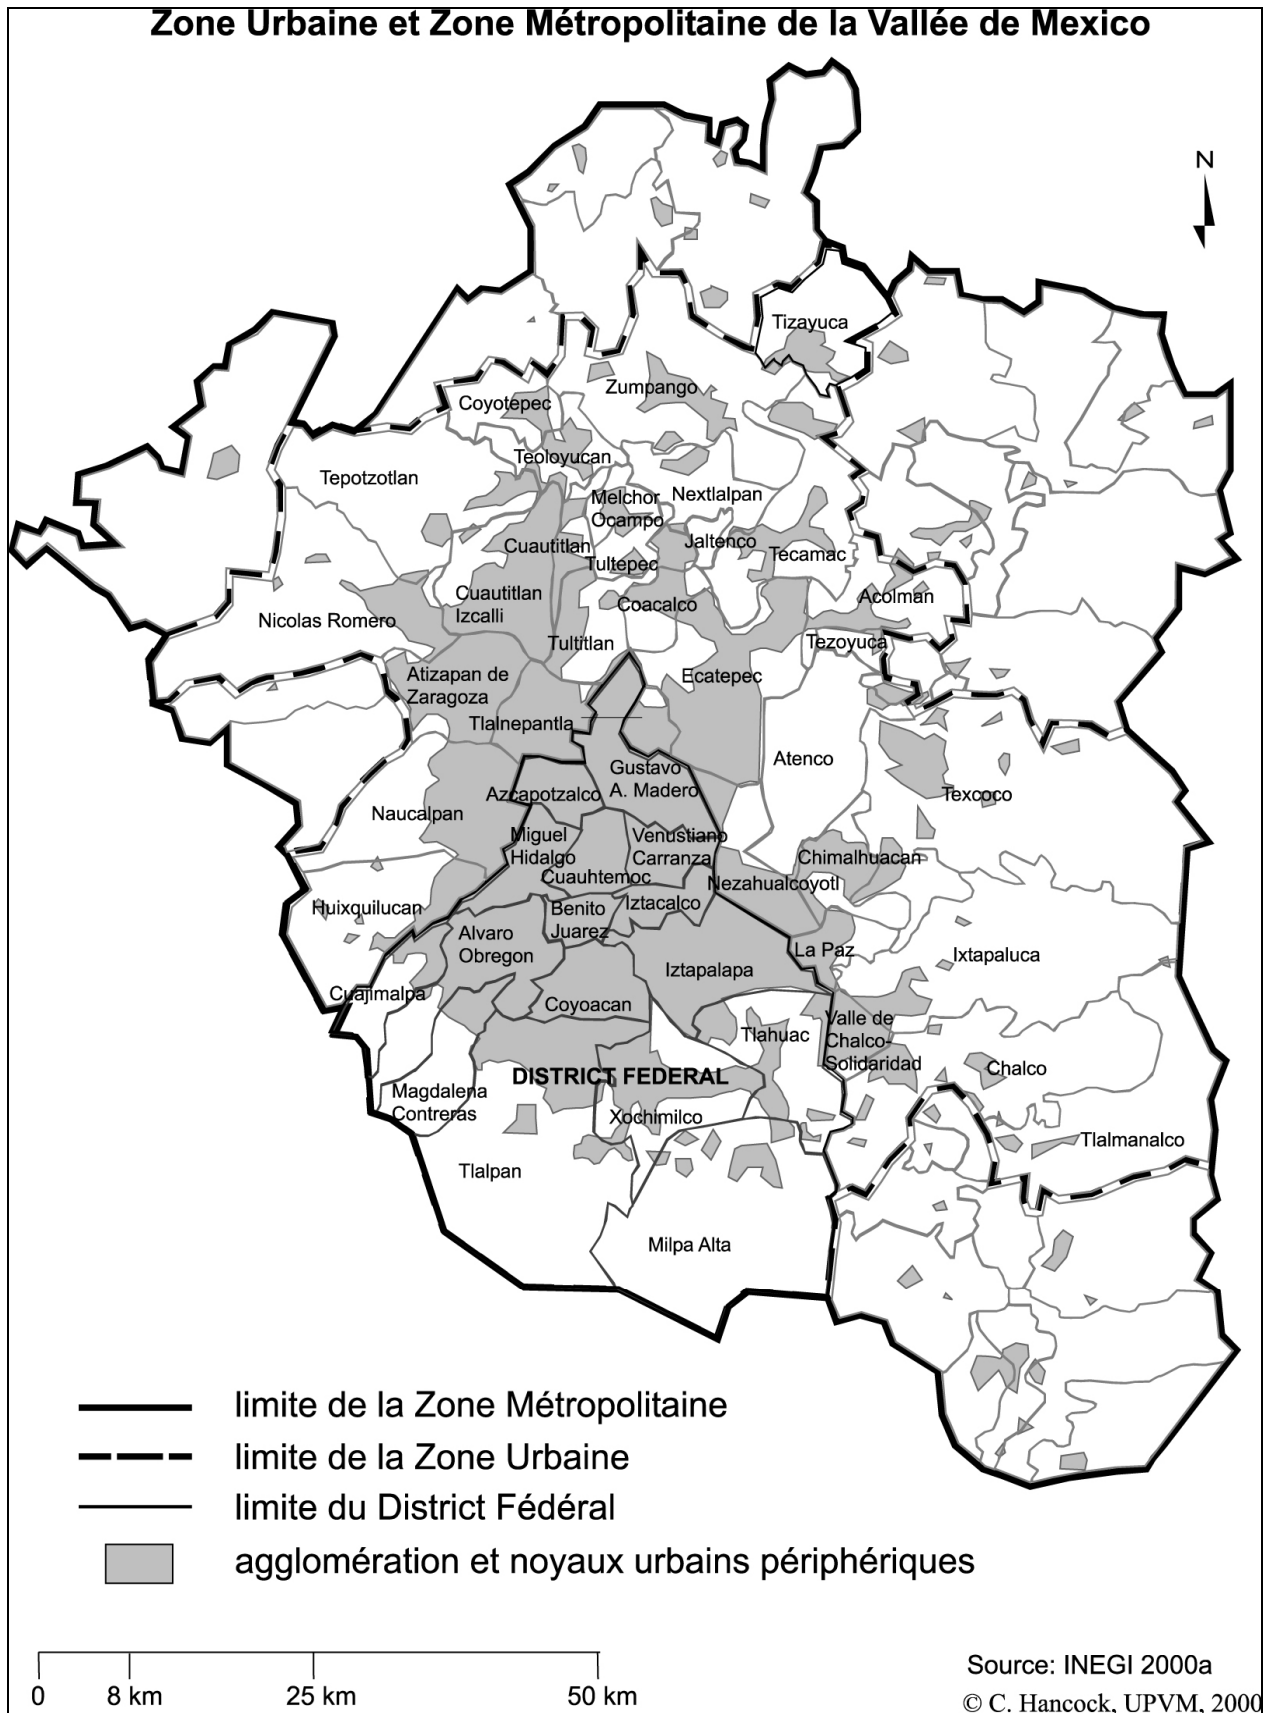 Zone Urbaine et Zone Métropolitaine de la Vallée de Mexico
N
Tizayuca
Zumpango
Coyotepec
Teoloyucan
Tepotzotlan
Melchor
Ocampo
Nextlalpan
Cuautitlan
Jaltenco
Tultepec
Tecamac
Cuautitlan
Izcalli
Coacalco
Acolman
Nicolas Romero
Tultitlan
Tezoyuca
Atizapan de
Zaragoza
Ecatepec
Tlalnepantla
Atenco
Gustavo
A. Madero
Azcapotzalco
Texcoco
Naucalpan
Miguel
Hidalgo
Venustiano
Carranza
Chimalhuacan
Cuauhtemoc
Nezahualcoyotl
Huixquilucan
Benito
Juarez
Iztacalco
Alvaro
Obregon
La Paz
Ixtapaluca
Iztapalapa
Cuajimalpa
Coyoacan
Valle de
Chalco-
Solidaridad
Tlahuac
Chalco
DISTRICT FEDERAL
Magdalena
Contreras
Xochimilco
Tlalmanalco
Tlalpan
Milpa Alta
limite de la Zone Métropolitaine
limite de la Zone Urbaine
limite du District Fédéral
agglomération et noyaux urbains périphériques
0 8 km 25 km 50 km
Source: INEGI 2000a
© C. Hancock, UPVM, 2000